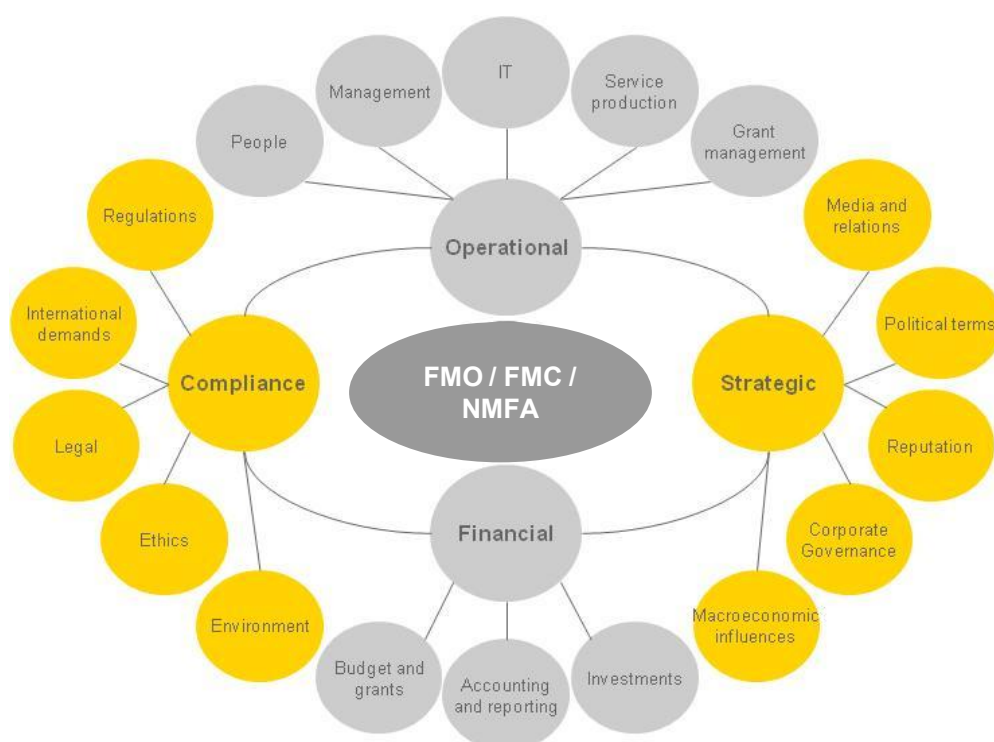 IT
Management
Service
production
People
Grant
management
Regulations
Media and
relations
Operational
International
demands
Political terms
Compliance
FMO / FMC /
NMFA
Strategic
Legal
Reputation
Ethics
Financial
Corporate
Governance
Environment
Macroeconomic
influences
Budget and
grants
Accounting
and reporting
Investments